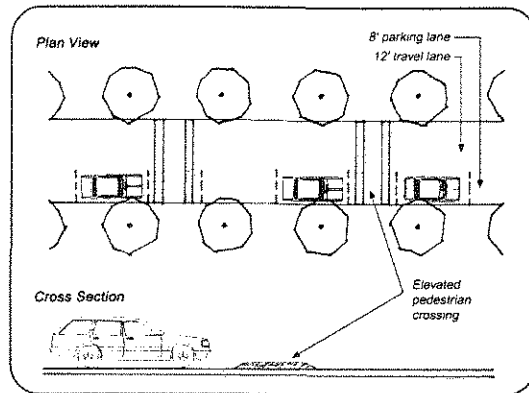 Plan View
8' parking lane
12' travel lane
Elevated
pedestrian
crossing
Cross Section